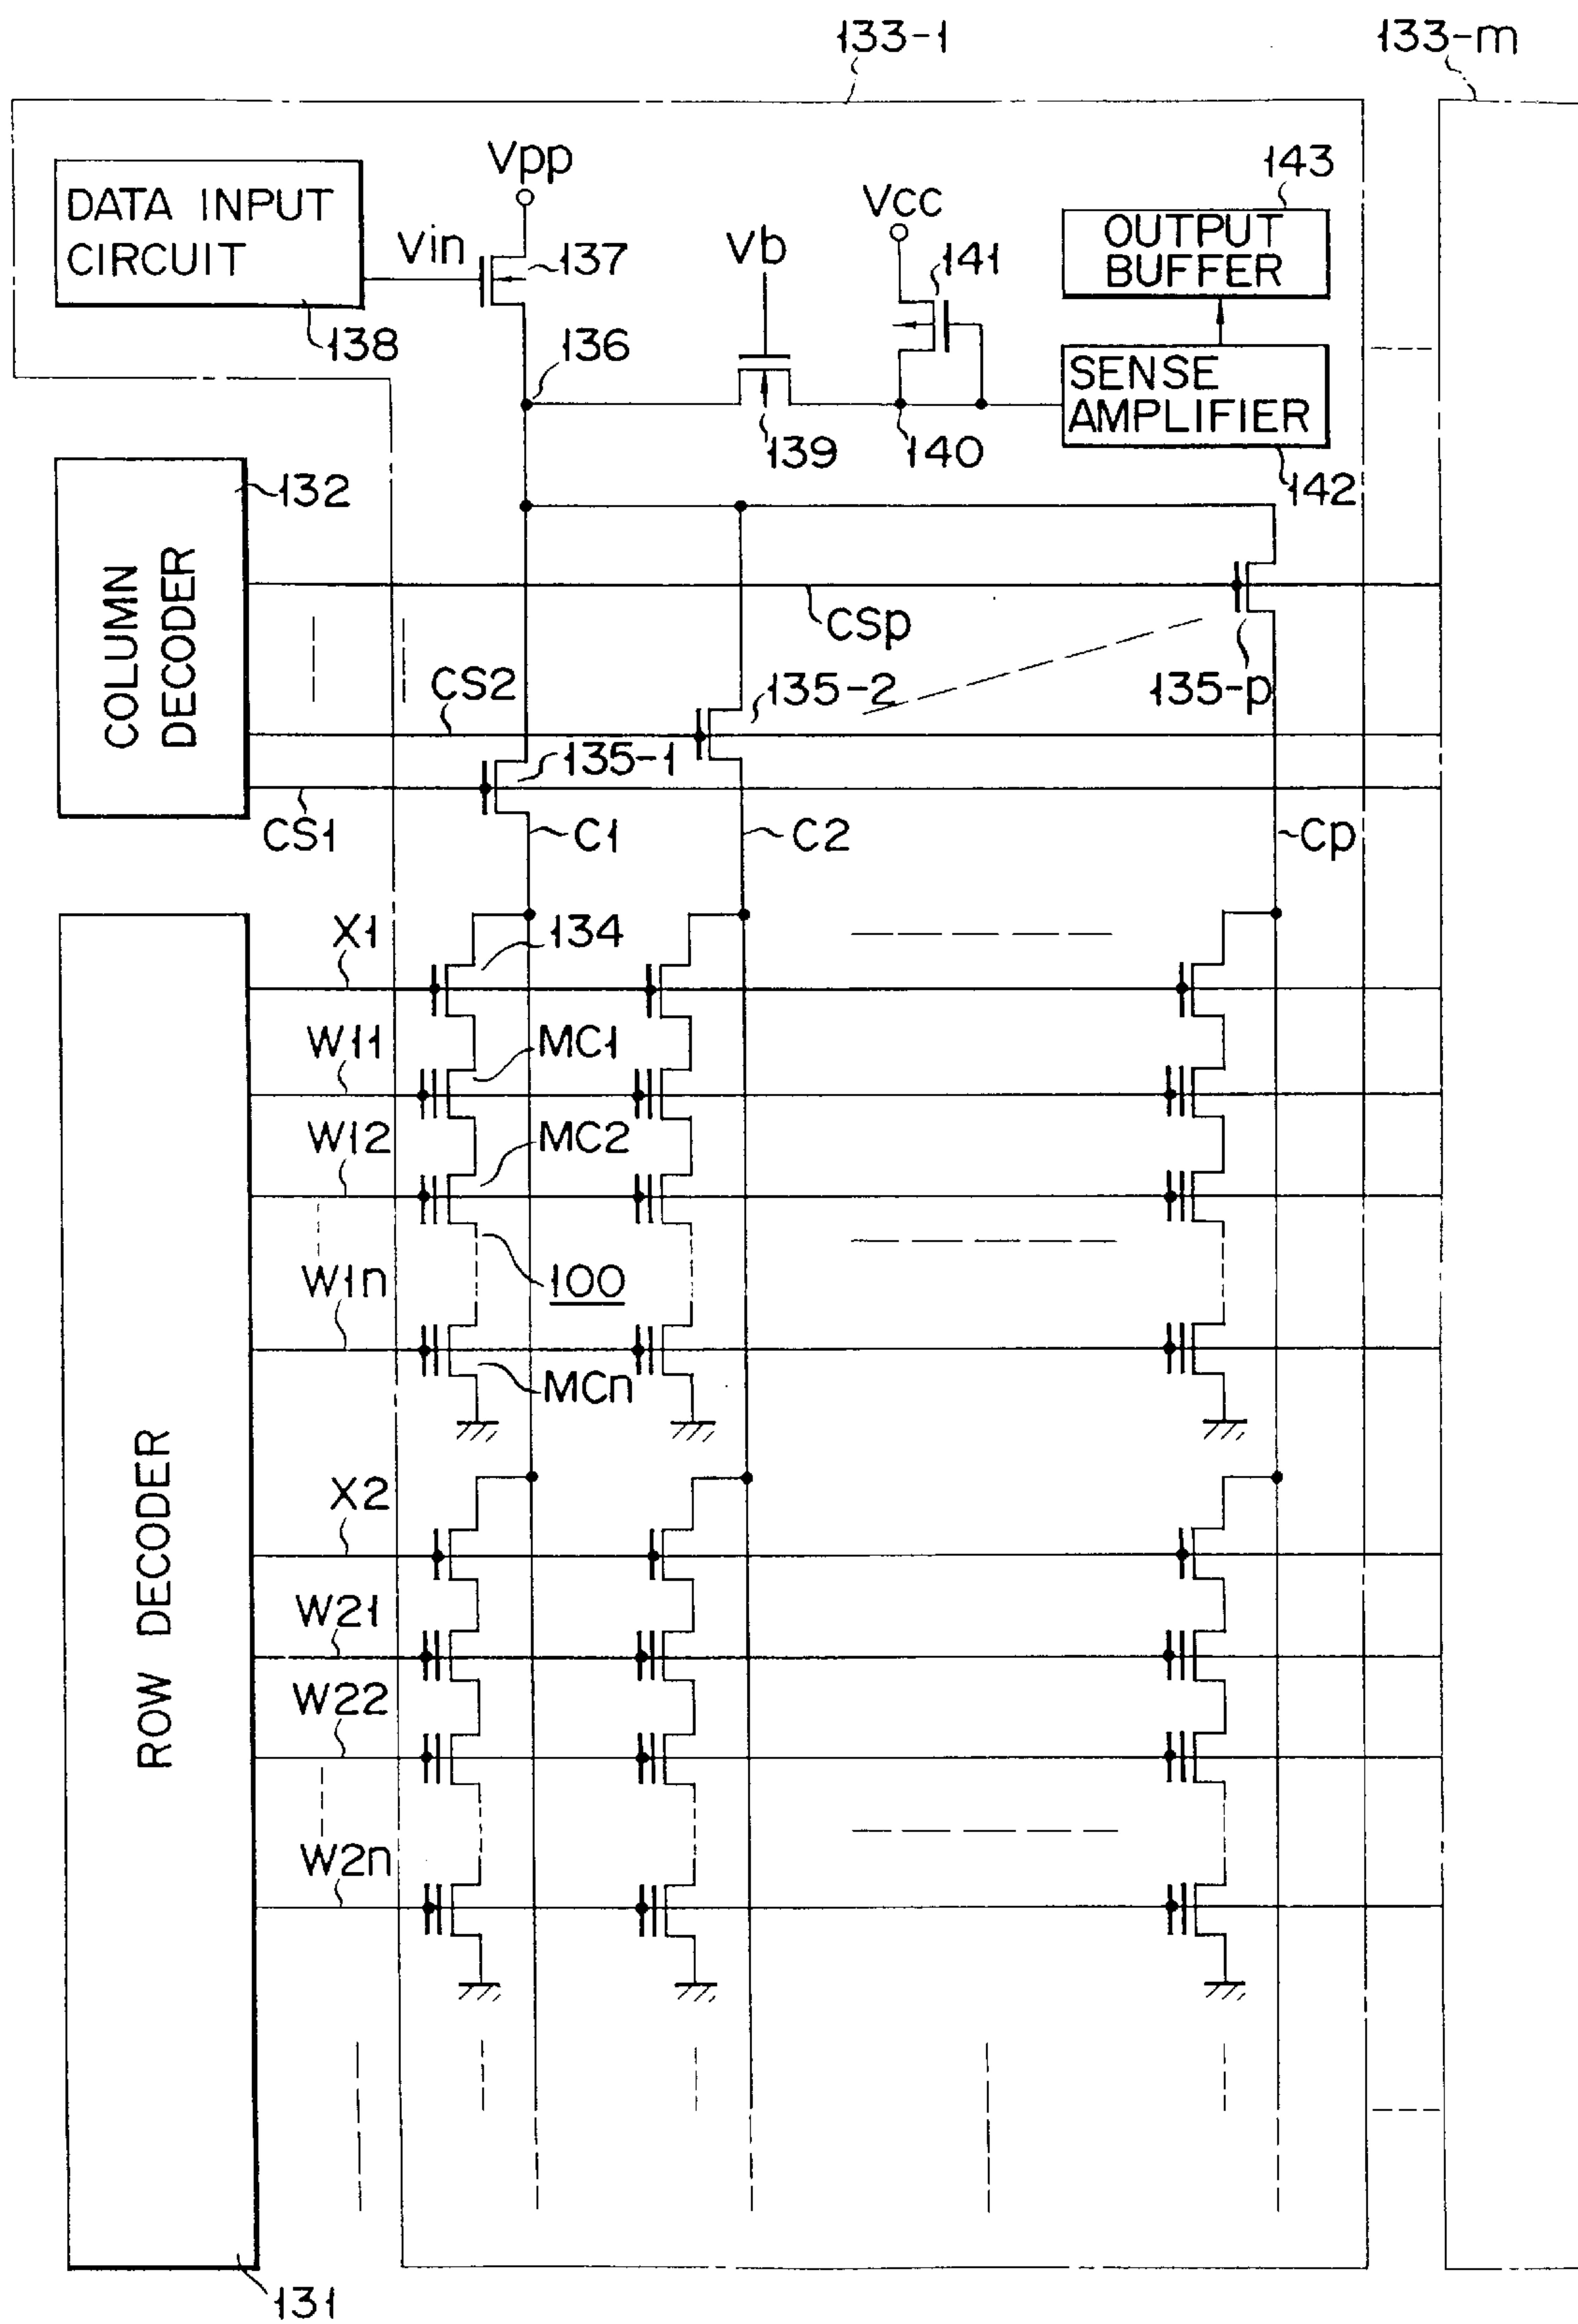 133-1
133-m
Vpp
143
DATA INPUT
CIRCUIT
Vin
137
Vb
Vcc
141
OUTPUT
BUFFER
138
136
SENSE
AMPLIFIER
139
140
142
132
COLUMN
DECODER
CSp
CS2
135-2
135-p
135-1
CS1
C1
C2
Cp
X1
134
W11
MC1
W12
MC2
W1n
100
MCn
ROW DECODER
X2
W21
W22
W2n
131